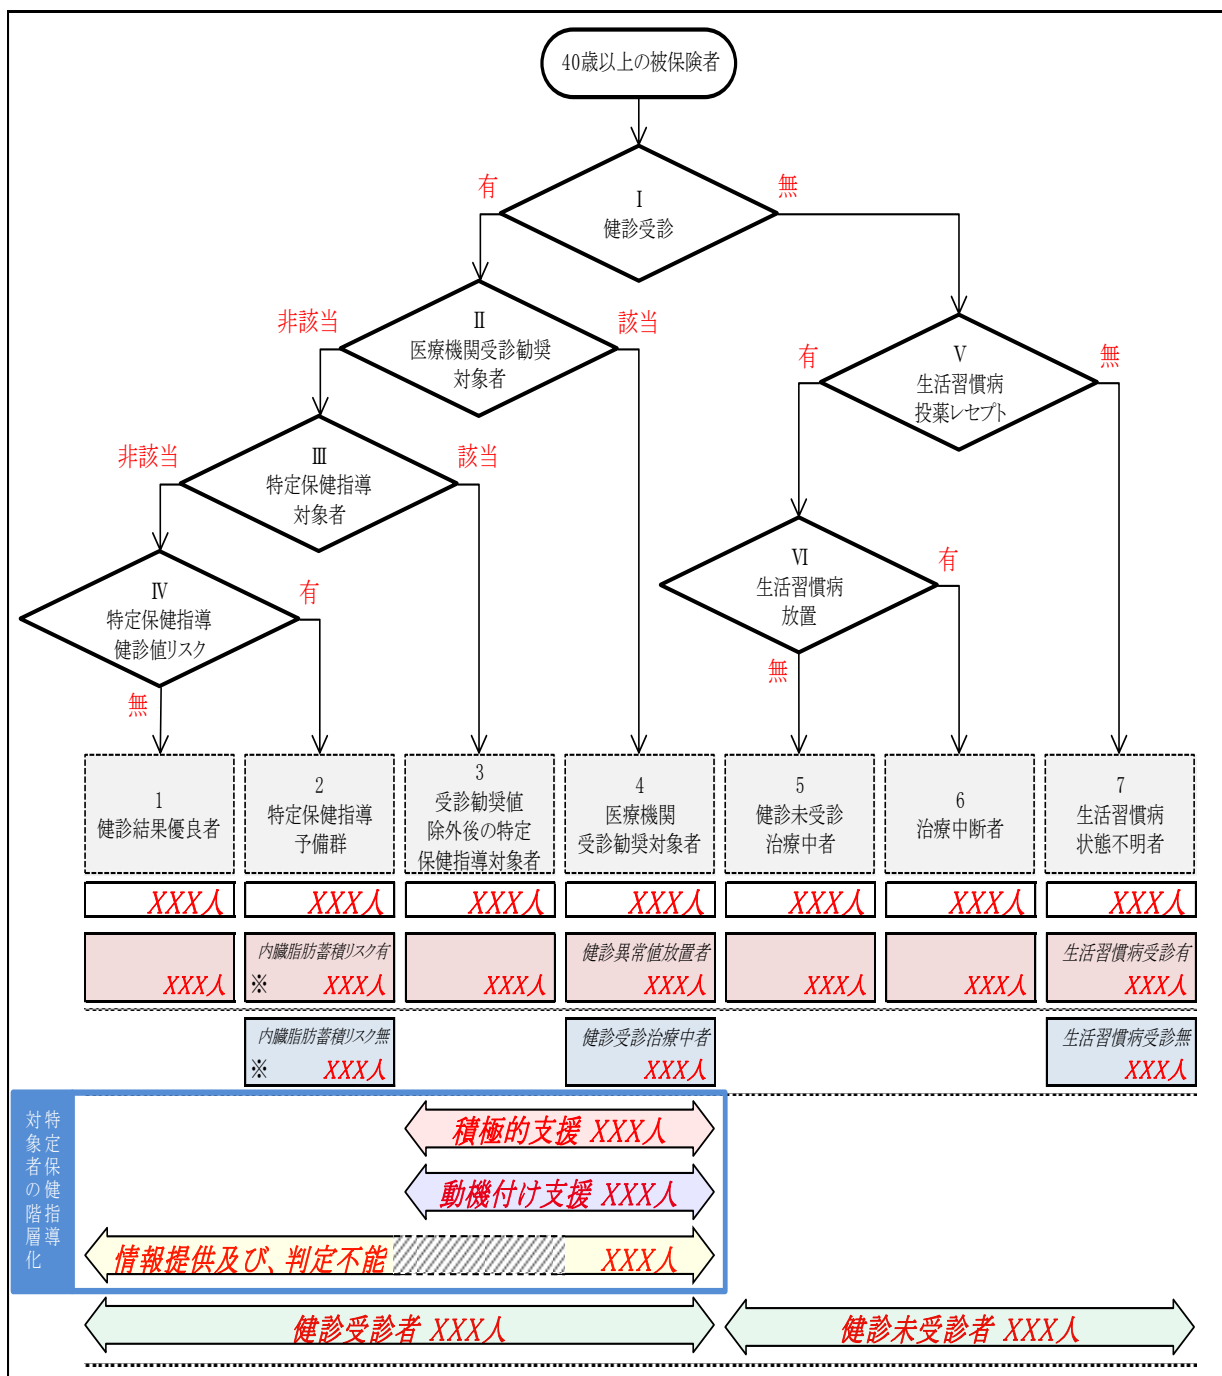 40歳以上の被保険者
Ⅰ
健診受診
有
無
Ⅱ
医療機関受診勧奨
対象者
非該当
該当
Ⅴ
生活習慣病
投薬レセプト
有
無
Ⅲ
特定保健指導
対象者
非該当
該当
Ⅵ
生活習慣病
放置
有
無
Ⅳ
特定保健指導
健診値リスク
有
無
1
健診結果優良者
2
特定保健指導
予備群
3
受診勧奨値
除外後の特定
保健指導対象者
4
医療機関
受診勧奨対象者
5
健診未受診
治療中者
6
治療中断者
7
生活習慣病
状態不明者
XXX人
XXX人
XXX人
XXX人
XXX人
XXX人
XXX人
XXX人
内臓脂肪蓄積リスク有
※ XXX人
XXX人
健診異常値放置者
XXX人
XXX人
XXX人
生活習慣病受診有
XXX人
内臓脂肪蓄積リスク無
※ XXX人
健診受診治療中者
XXX人
生活習慣病受診無
XXX人
特定保健指導
対象者の階層化
積極的支援 XXX人
動機付け支援 XXX人
情報提供及び、判定不能 XXX人
健診受診者 XXX人
健診未受診者 XXX人